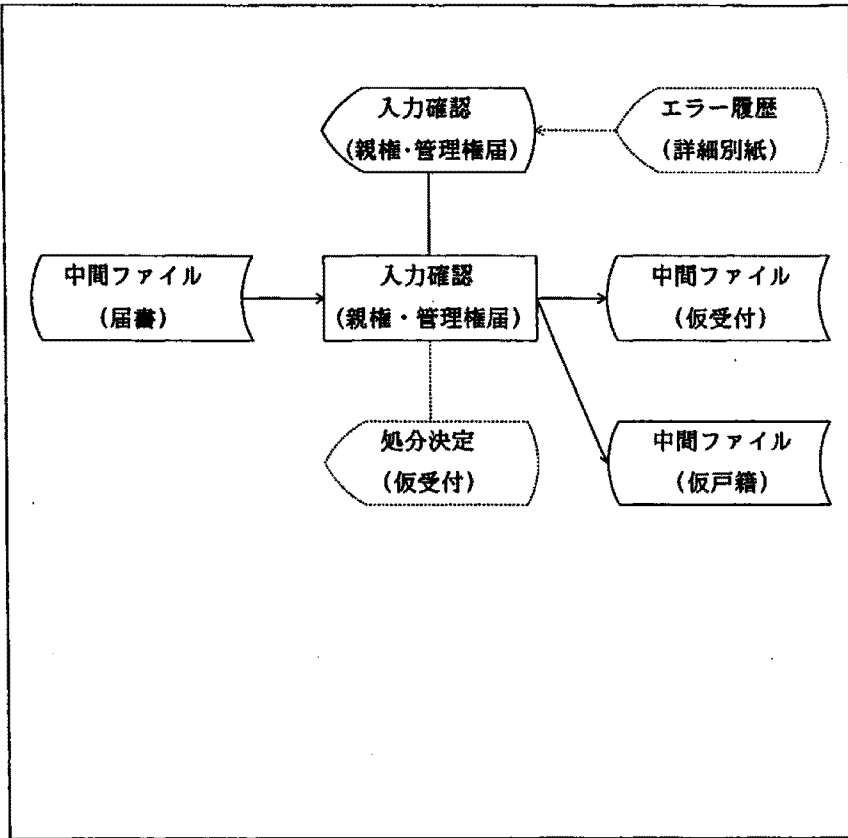 入力確認
(親権・管理権届)
エラー履歴
(詳細別紙)
中間ファイル
(届書)
入力確認
(親権・管理権届)
中間ファイル
(仮受付)
処分決定
(仮受付)
中間ファイル
(仮戸籍)